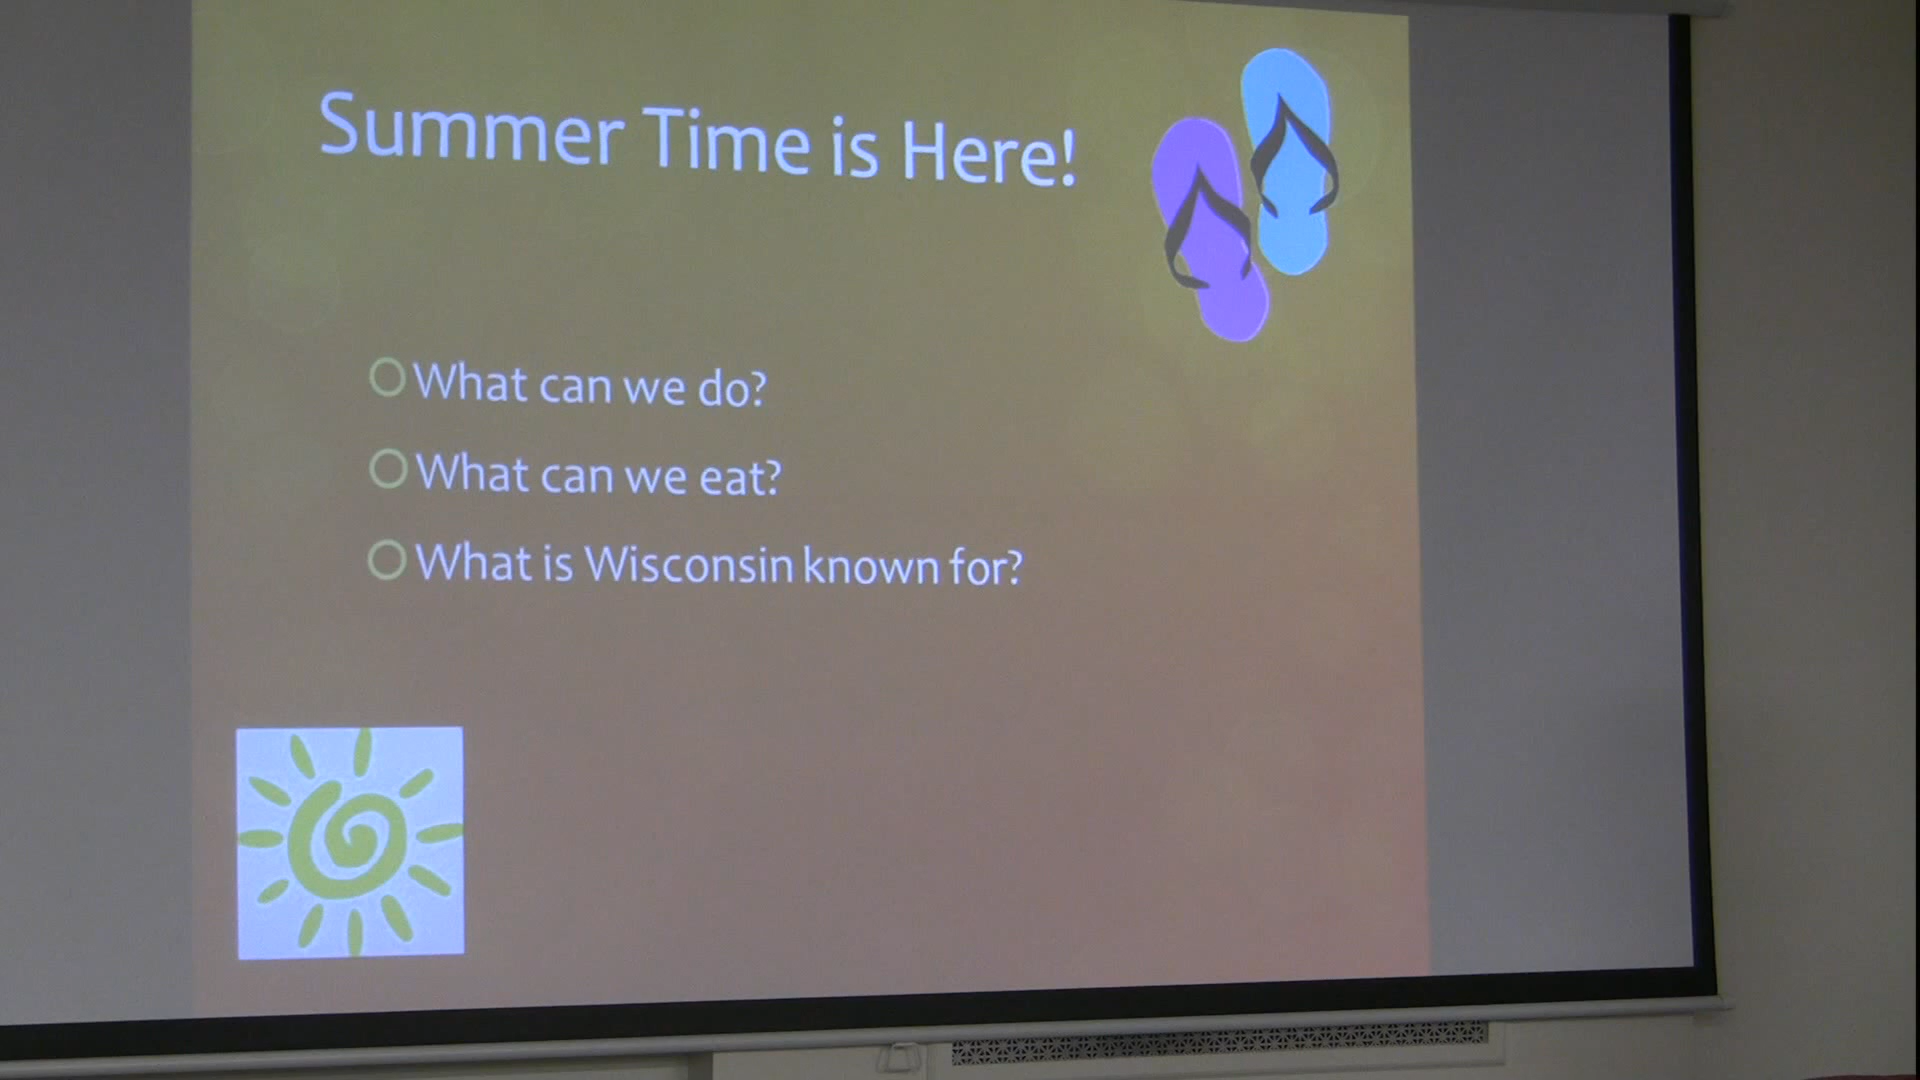 Summer Time is Here!
What can we do?
What can we eat?
What is Wisconsin known for?